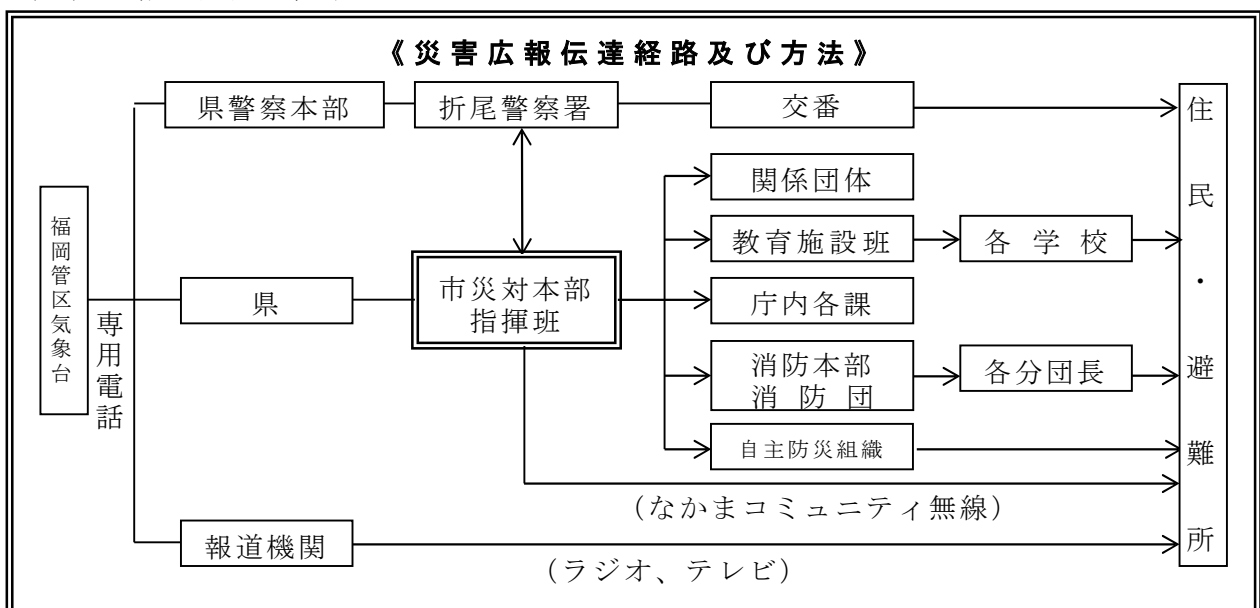 《災害広報伝達経路及び方法》
県警察本部
折尾警察署
交番
住民・避難所
関係団体
福岡管区気象台
教育施設班
各学校
県
市災対本部
指揮班
庁内各課
専用電話
消防本部
消防団
各分団長
自主防災組織
（なかまコミュニティ無線）
報道機関
（ラジオ、テレビ）